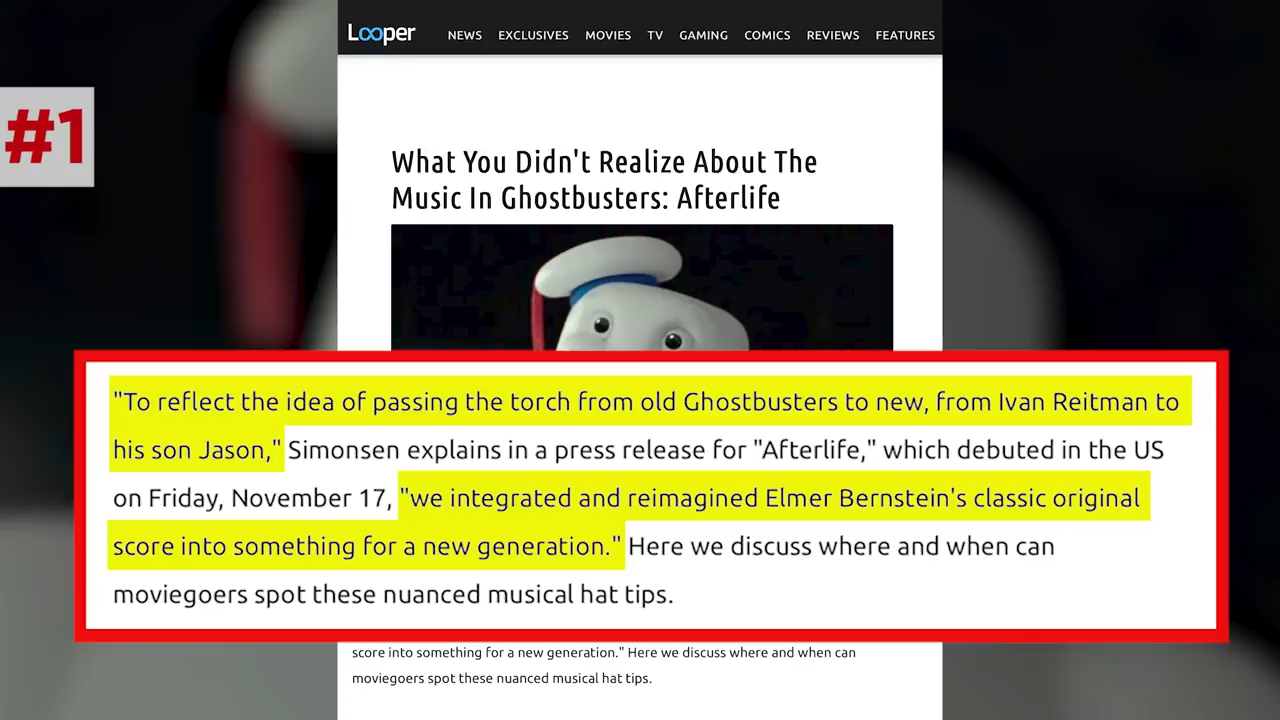 Looper
NEWS EXCLUSIVES MOVIES TV GAMING COMICS REVIEWS FEATURES
#1
What You Didn't Realize About The
Music In Ghostbusters: Afterlife
"To reflect the idea of passing the torch from old Ghostbusters to new, from Ivan Reitman to
his son Jason," Simonsen explains in a press release for "Afterlife," which debuted in the US
on Friday, November 17, "we integrated and reimagined Elmer Bernstein's classic original
score into something for a new generation." Here we discuss where and when can
moviegoers spot these nuanced musical hat tips.
score into something for a new generation." Here we discuss where and when can
moviegoers spot these nuanced musical hat tips.